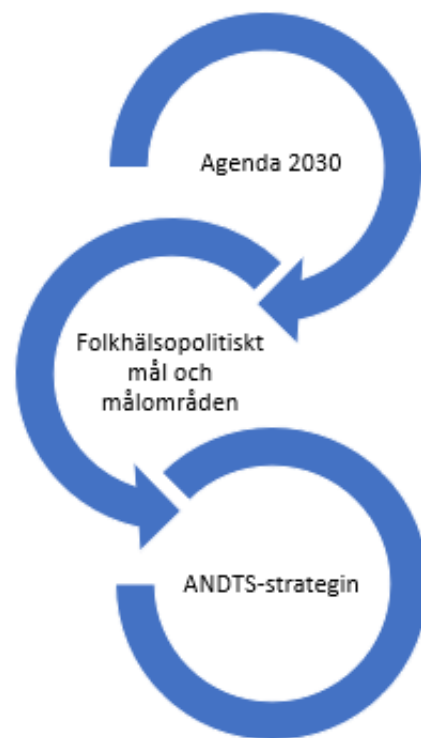 Agenda 2030
Folkhälsopolitiskt
mål och
målområden
ANDTS-strategin